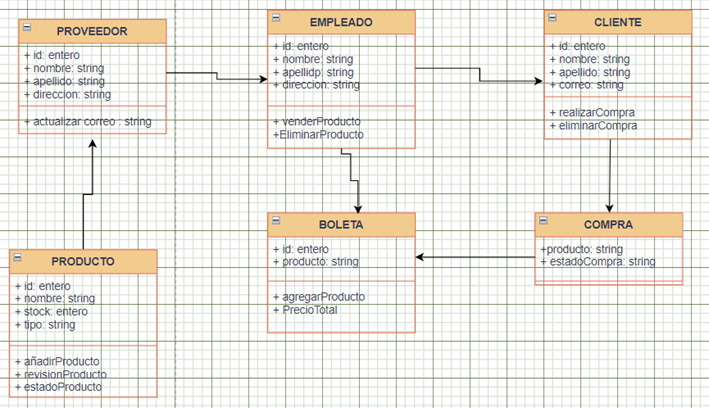 PROVEEDOR
+ id: entero
+ nombre: string
+ apellido: string
+ direccion: string
+ actualizar correo : string
EMPLEADO
+ id: entero
+ nombre: string
+ apellidp: string
+ direccion: string
+ venderProducto
+EliminarProducto
CLIENTE
+ id: entero
+ nombre: string
+ apellido: string
+ correo: string
+ realizarCompra
+ eliminarCompra
PRODUCTO
+ id: entero
+ nombre: string
+ stock: entero
+ tipo: string
+ añadirProducto
+ revisionProducto
+ estadoProducto
BOLETA
+ id: entero
+ producto: string
+ agregarProducto
+ PrecioTotal
COMPRA
+producto: string
+ estadoCompra: string